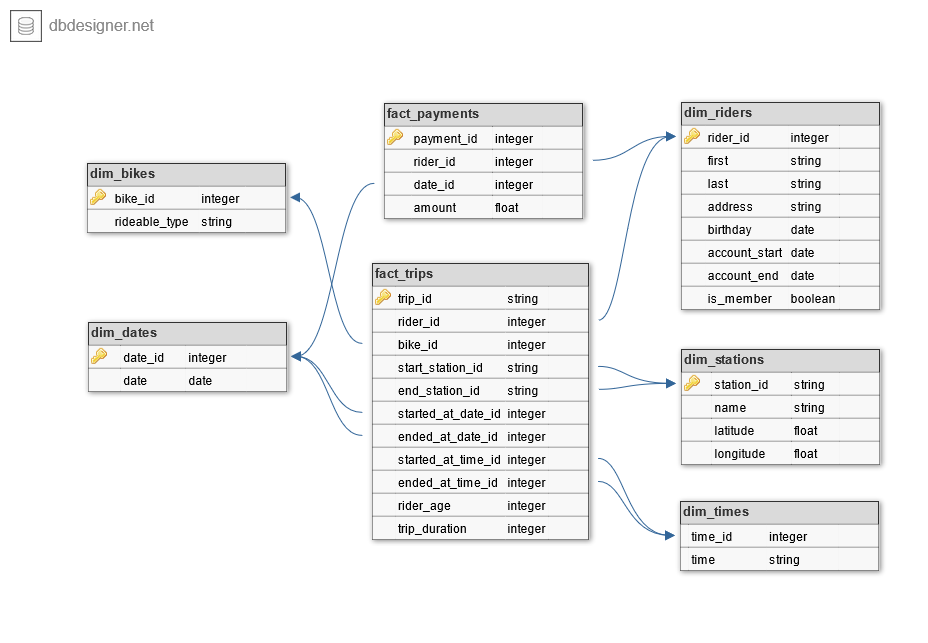 dbdesigner.net
fact_payments
payment_id integer
rider_id integer
date_id integer
amount float
dim_riders
rider_id integer
first string
last string
address string
birthday date
account_start date
account_end date
is_member boolean
dim_bikes
bike_id integer
rideable_type string
fact_trips
trip_id string
rider_id integer
bike_id integer
start_station_id string
end_station_id string
started_at_date_id integer
ended_at_date_id integer
started_at_time_id integer
ended_at_time_id integer
rider_age integer
trip_duration integer
dim_dates
date_id integer
date date
dim_stations
station_id string
name string
latitude float
longitude float
dim_times
time_id integer
time string